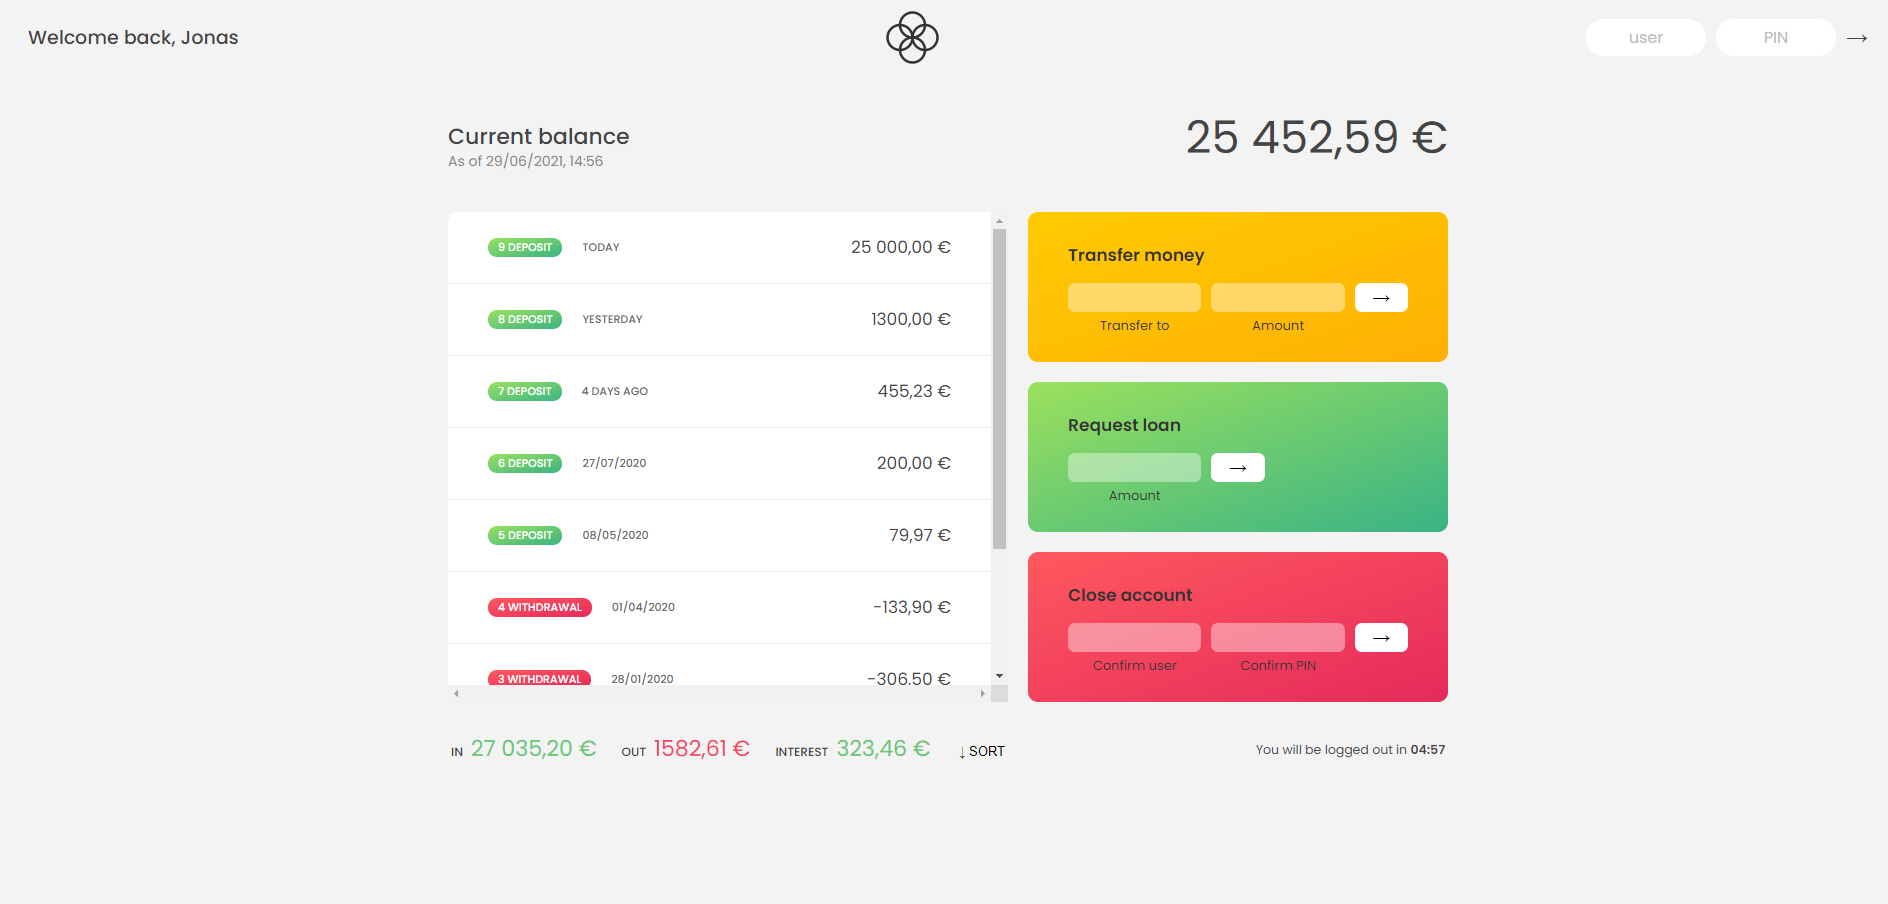 Welcome back, Jonas
user PIN →
Current balance 25 452,59 €
As of 29/06/2021, 14:56
9 DEPOSIT TODAY 25 000,00 €
8 DEPOSIT YESTERDAY 1300,00 €
7 DEPOSIT 4 DAYS AGO 455,23 €
6 DEPOSIT 27/07/2020 200,00 €
5 DEPOSIT 08/05/2020 79,97 €
4 WITHDRAWAL 01/04/2020 -133,90 €
3 WITHDRAWAL 28/01/2020 -306,50 €
Transfer money
→
Transfer to Amount
Request loan
→
Amount
Close account
→
Confirm user Confirm PIN
IN 27 035,20 € OUT 1582,61 € INTEREST 323,46 € ↓ SORT
You will be logged out in 04:57